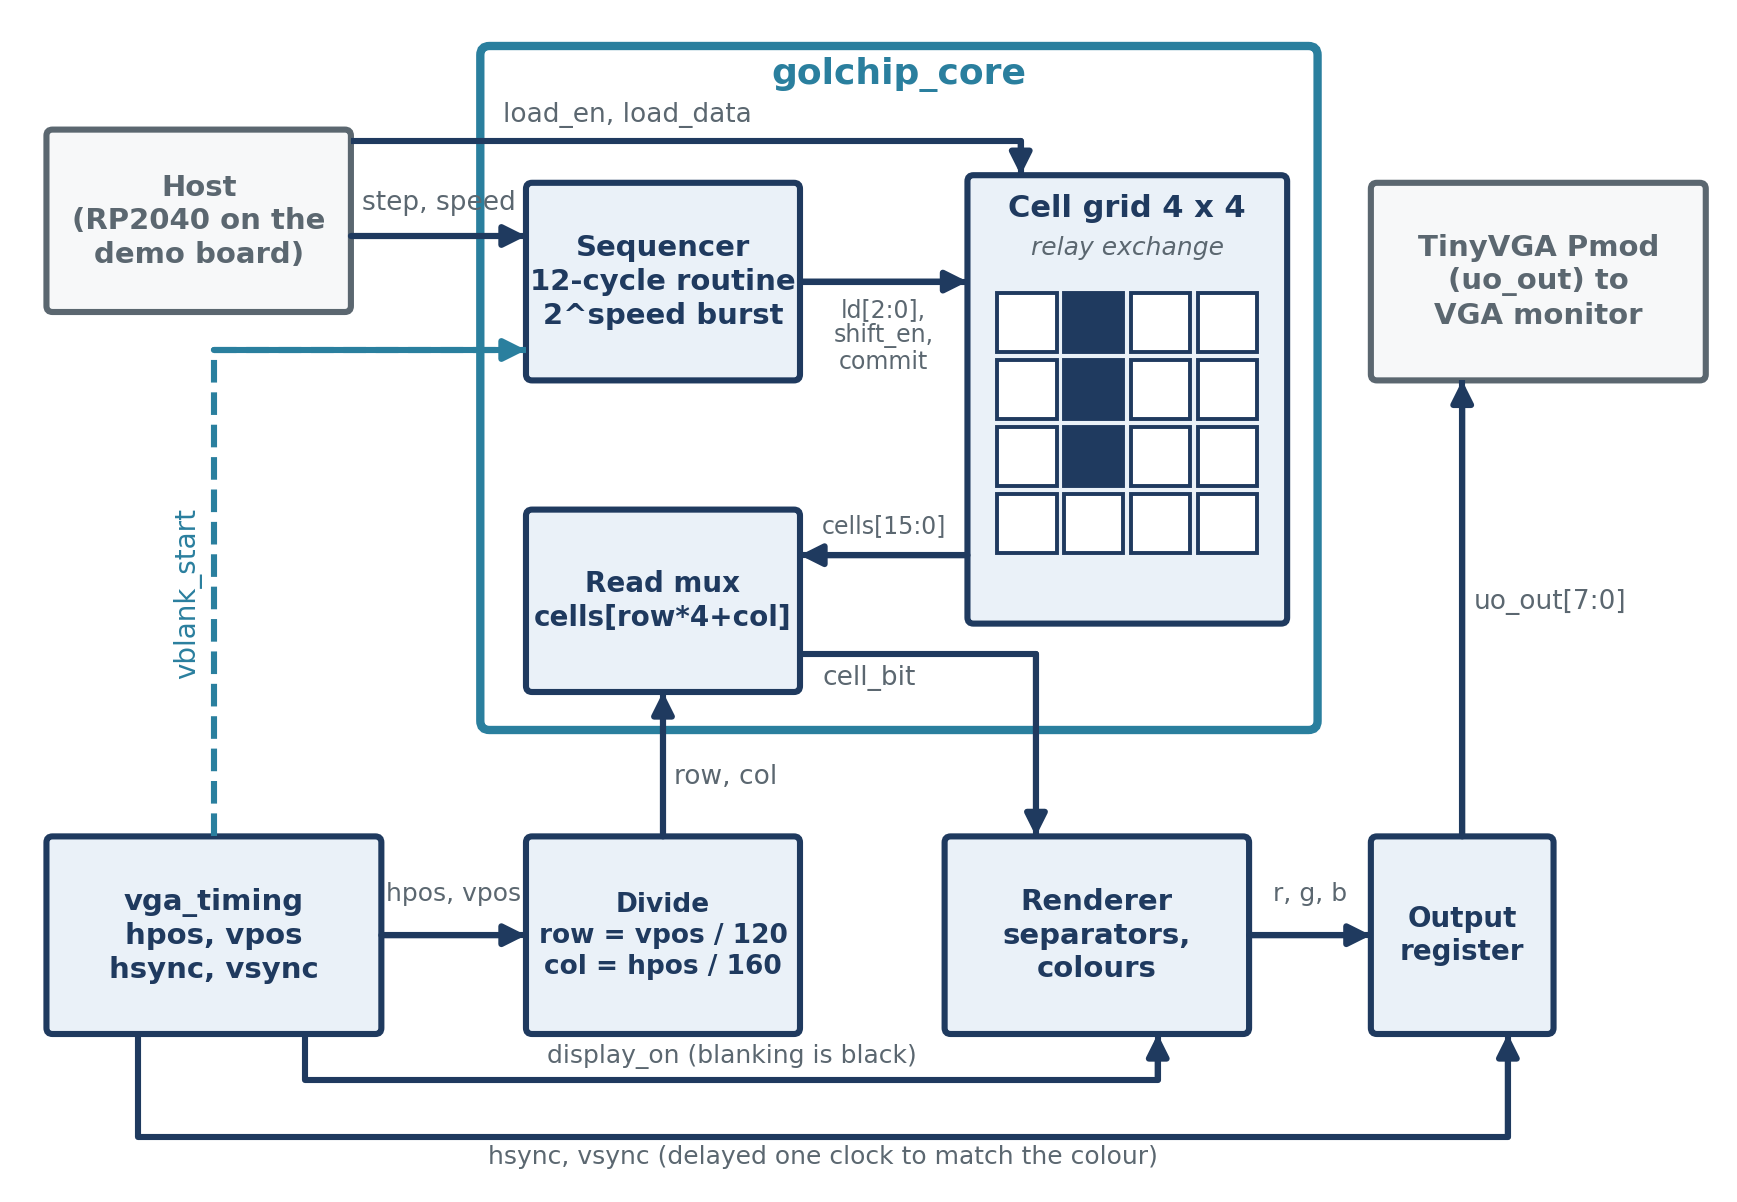 golchip_core
load_en, load_data
Host
(RP2040 on the
demo board)
step, speed
Sequencer
12-cycle routine
2^speed burst
ld[2:0],
shift_en,
commit
Cell grid 4 x 4
relay exchange
TinyVGA Pmod
(uo_out) to
VGA monitor
vblank_start
Read mux
cells[row*4+col]
cells[15:0]
cell_bit
uo_out[7:0]
row, col
vga_timing
hpos, vpos
hsync, vsync
hpos, vpos
Divide
row = vpos / 120
col = hpos / 160
Renderer
separators,
colours
r, g, b
Output
register
display_on (blanking is black)
hsync, vsync (delayed one clock to match the colour)